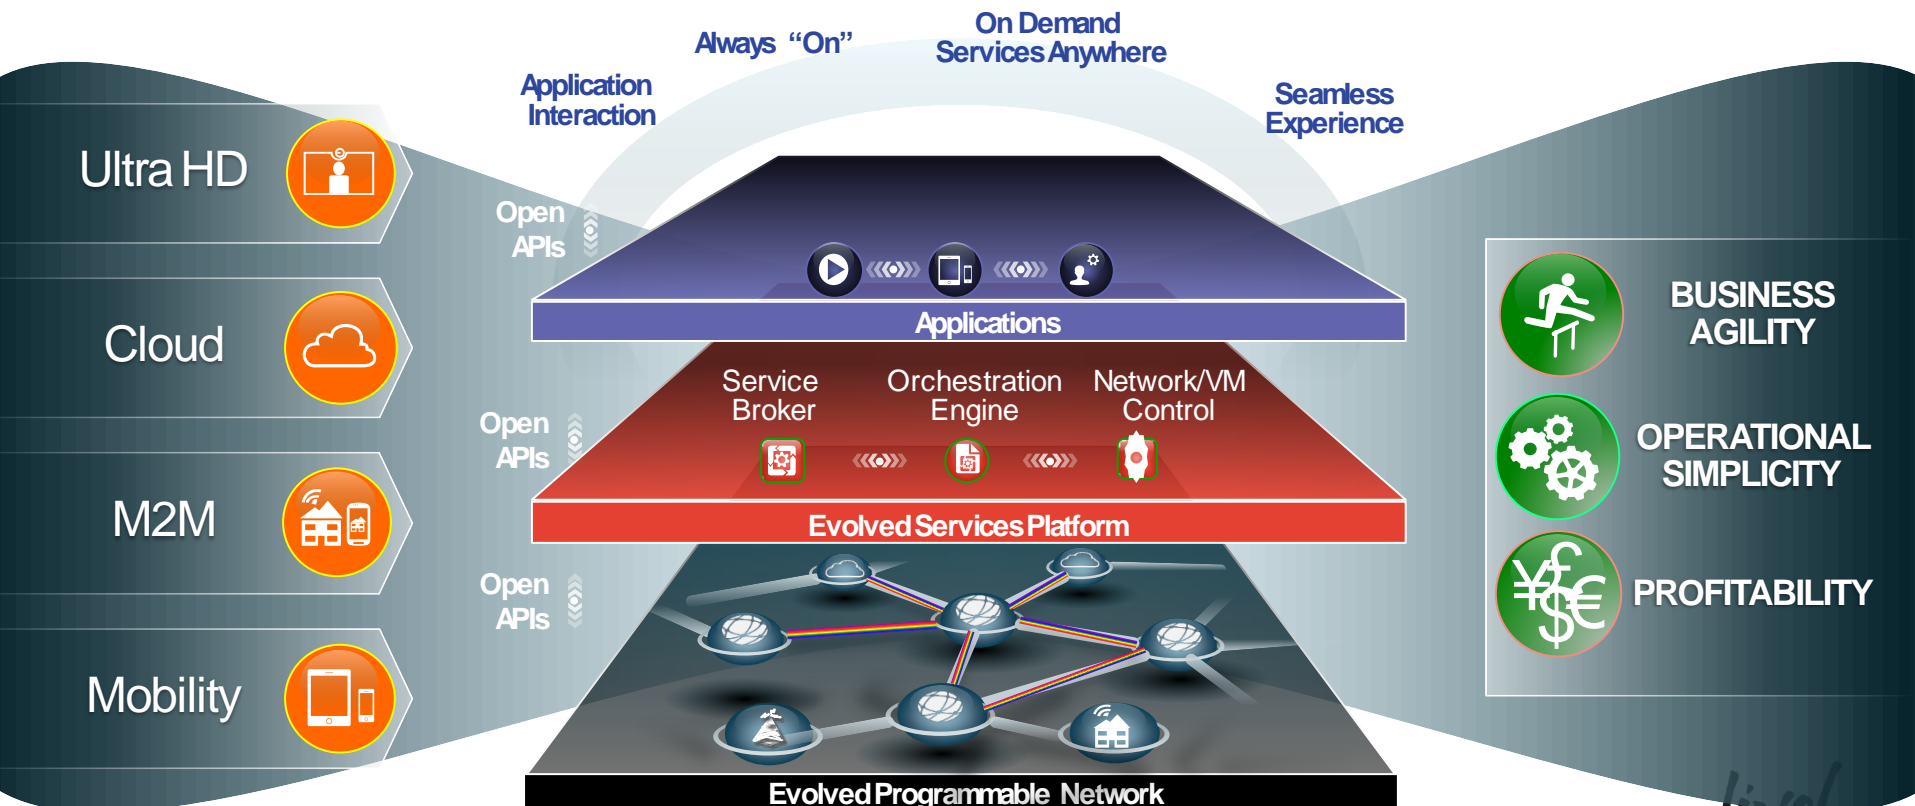 Always “On”
On Demand
Services Anywhere
Application
Interaction
Seamless
Experience
Ultra HD
Cloud
M2M
Mobility
Open
APIs
Applications
Open
APIs
Service
Broker
Orchestration
Engine
Network/VM
Control
Evolved Services Platform
Open
APIs
Evolved Programmable Network
BUSINESS
AGILITY
OPERATIONAL
SIMPLICITY
PROFITABILITY